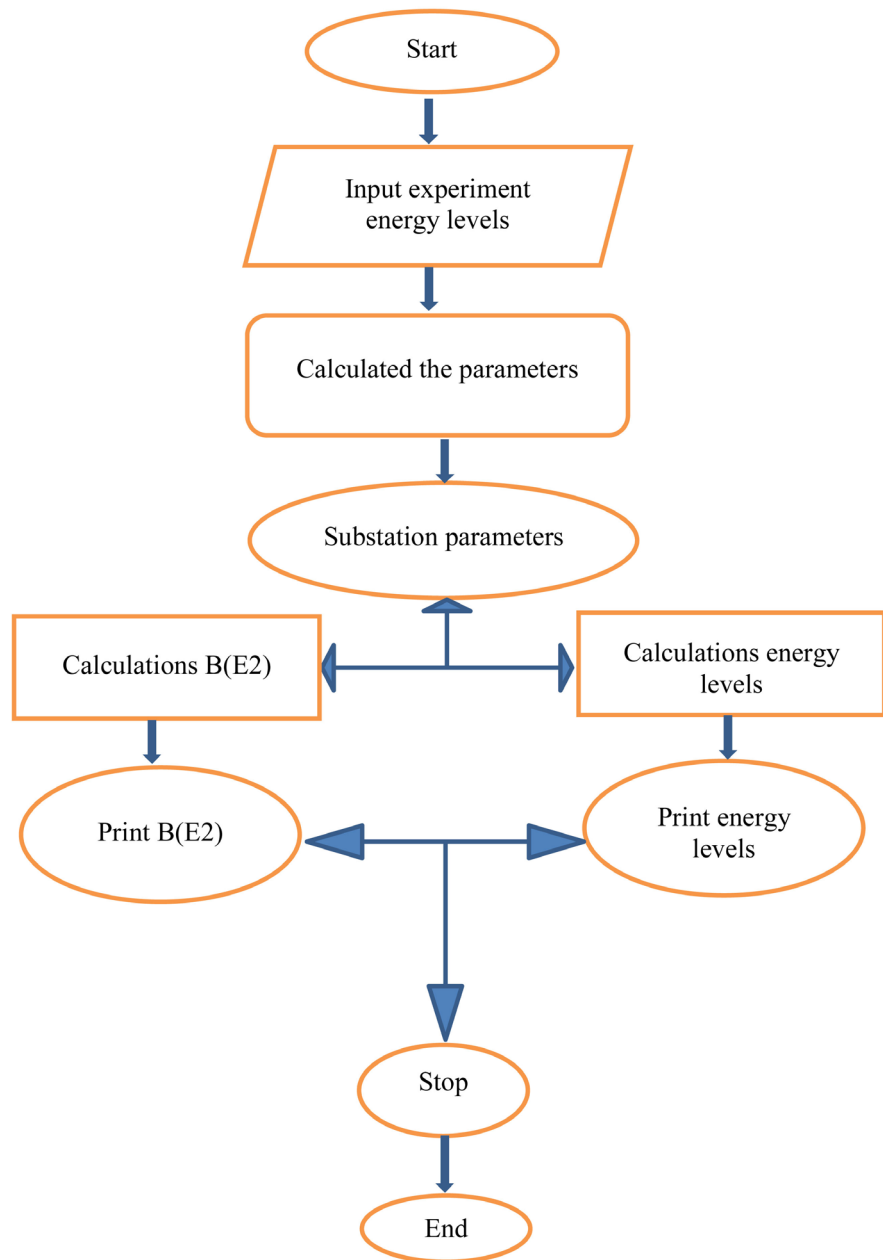 Start
Input experiment
energy levels
Calculated the parameters
Substation parameters
Calculations B(E2)
Calculations energy
levels
Print B(E2)
Print energy
levels
Stop
End